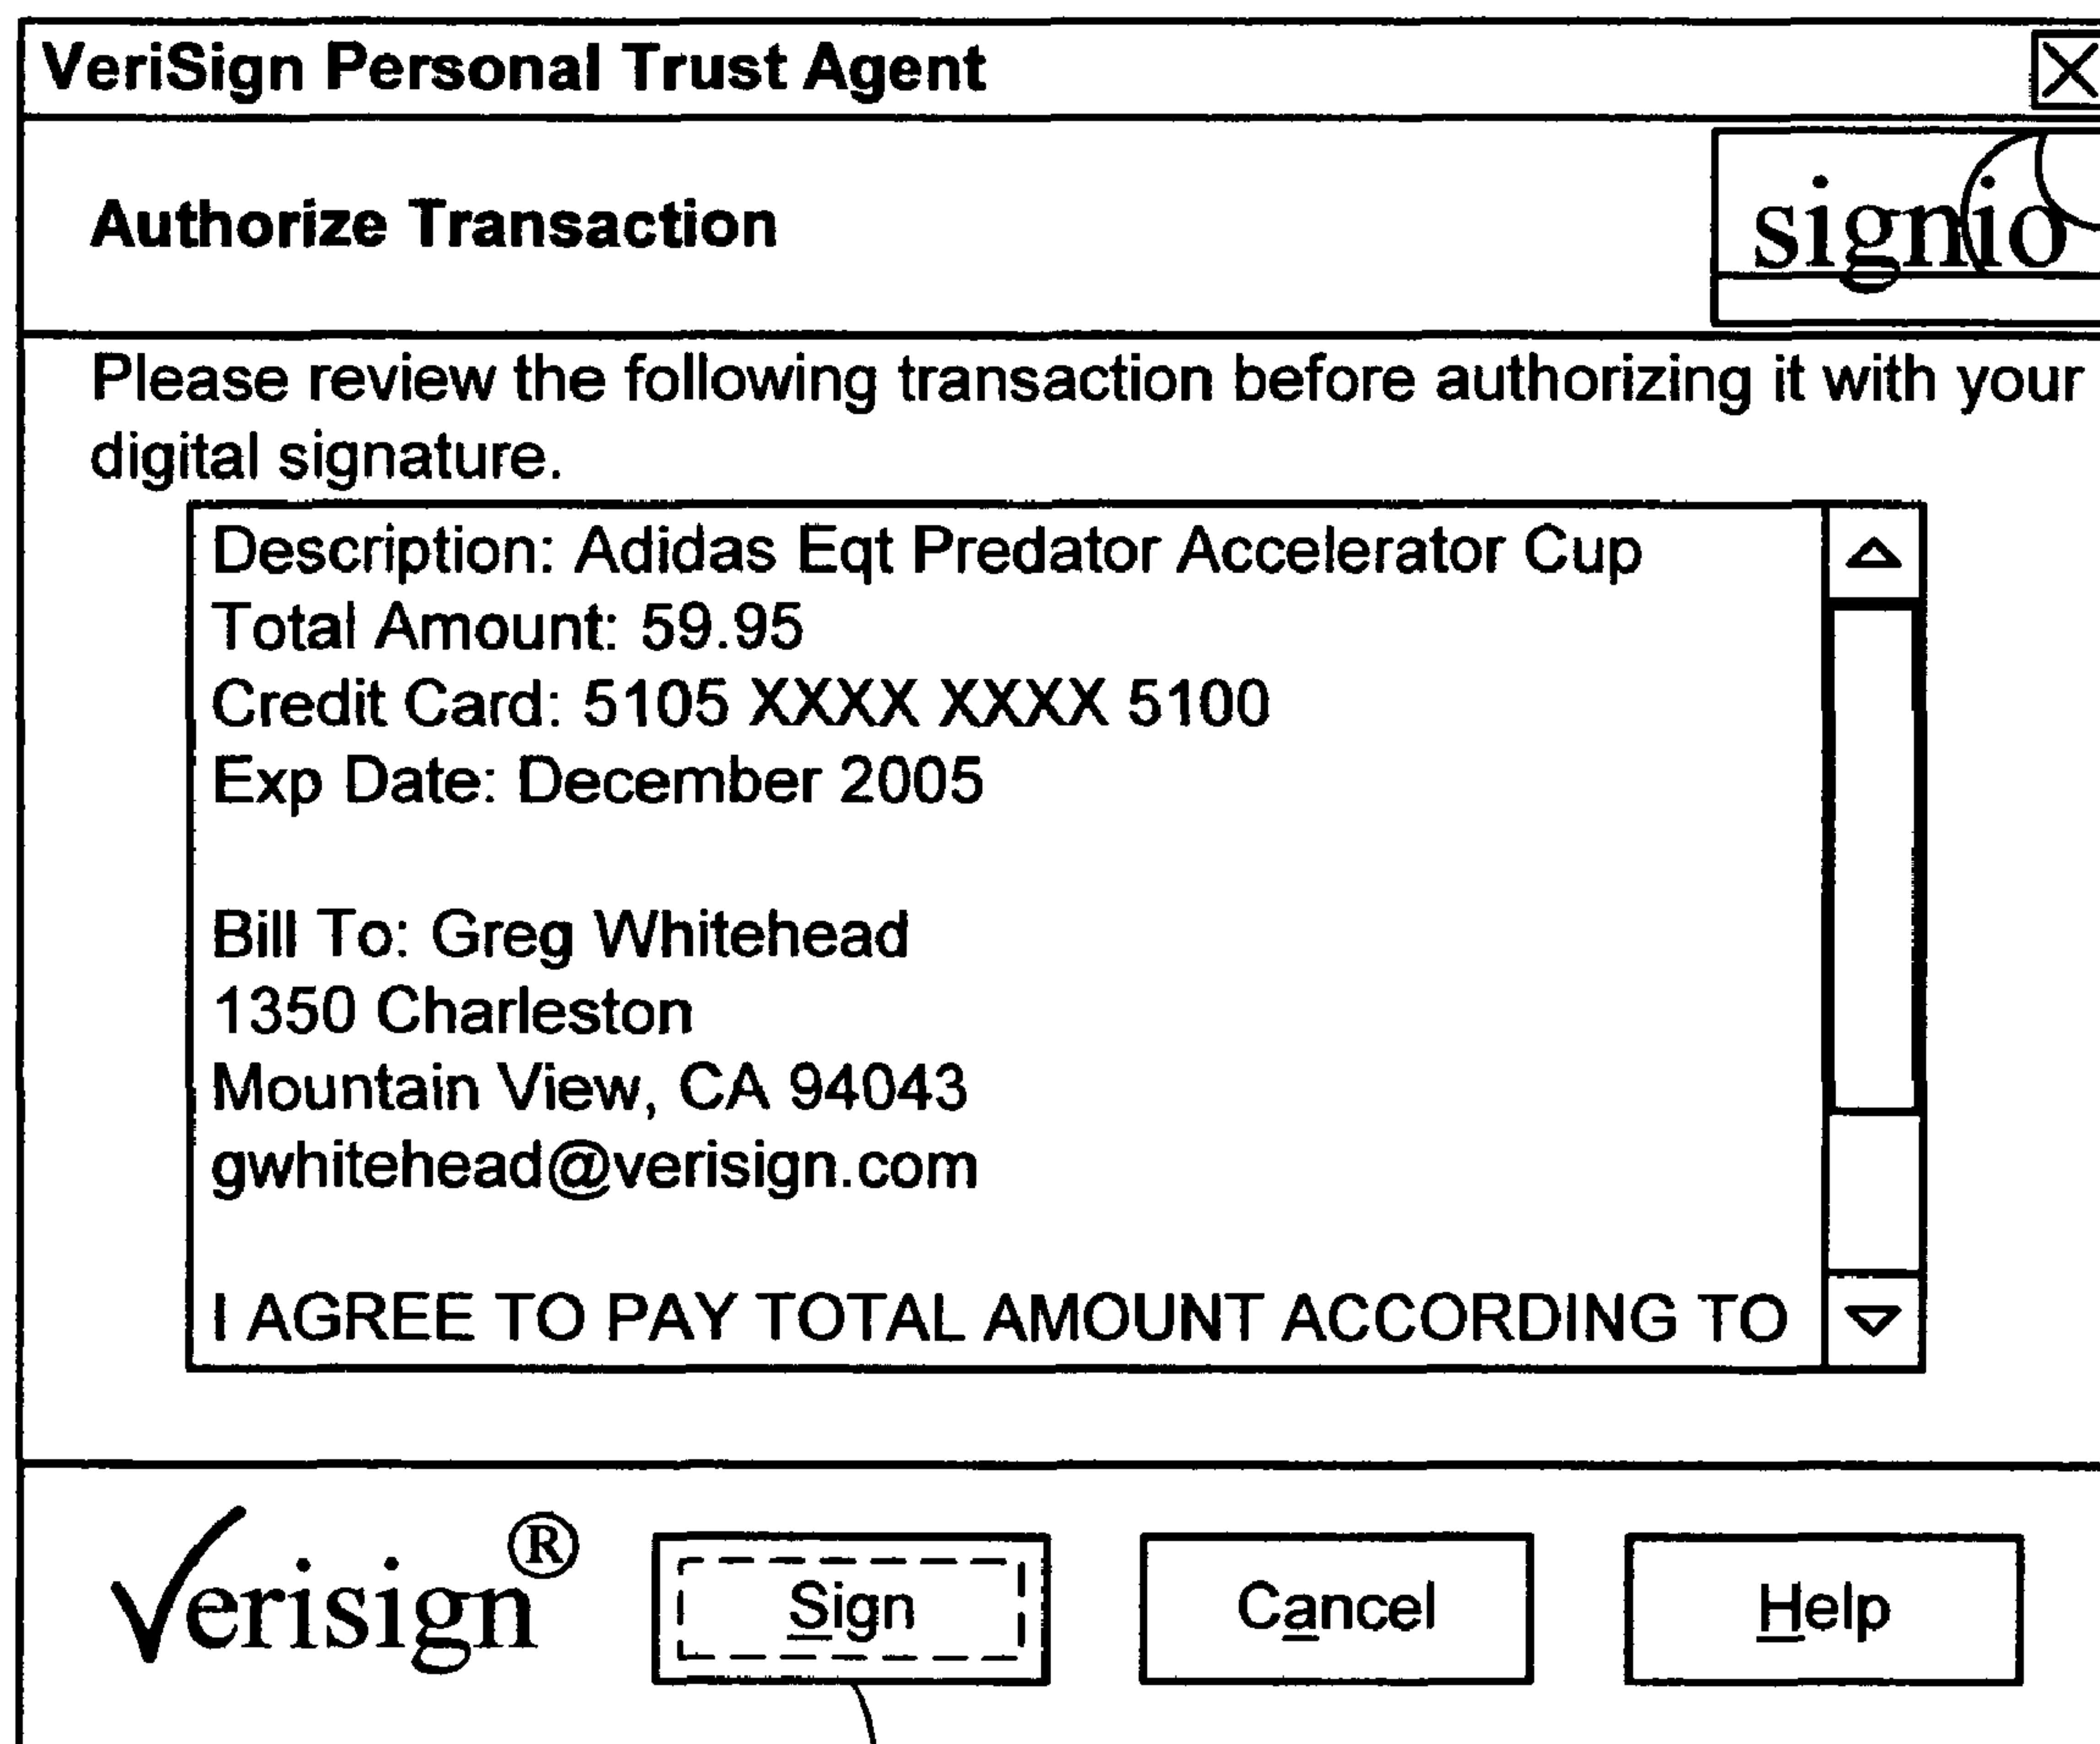 VeriSign Personal Trust Agent
Authorize Transaction
signio
Please review the following transaction before authorizing it with your
digital signature.
Description: Adidas Eqt Predator Accelerator Cup
Total Amount: 59.95
Credit Card: 5105 XXXX XXXX 5100
Exp Date: December 2005
Bill To: Greg Whitehead
1350 Charleston
Mountain View, CA 94043
gwhitehead@verisign.com
I AGREE TO PAY TOTAL AMOUNT ACCORDING TO
Verisign®
Sign
Cancel
Help